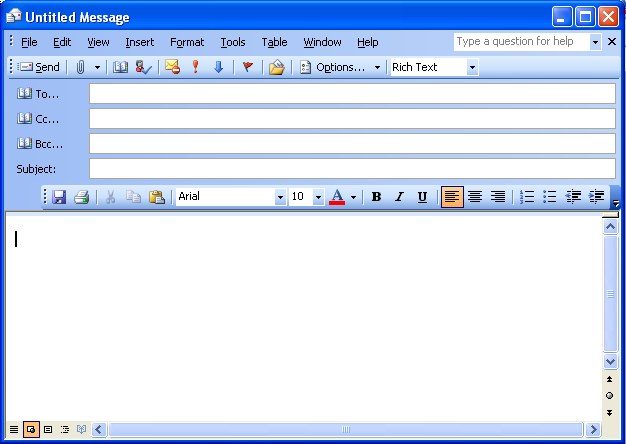 Untitled Message
File Edit View Insert Format Tools Table Window Help Type a question for help
Send Options... Rich Text
To...
Cc...
Bcc...
Subject:
Arial 10 A B I U